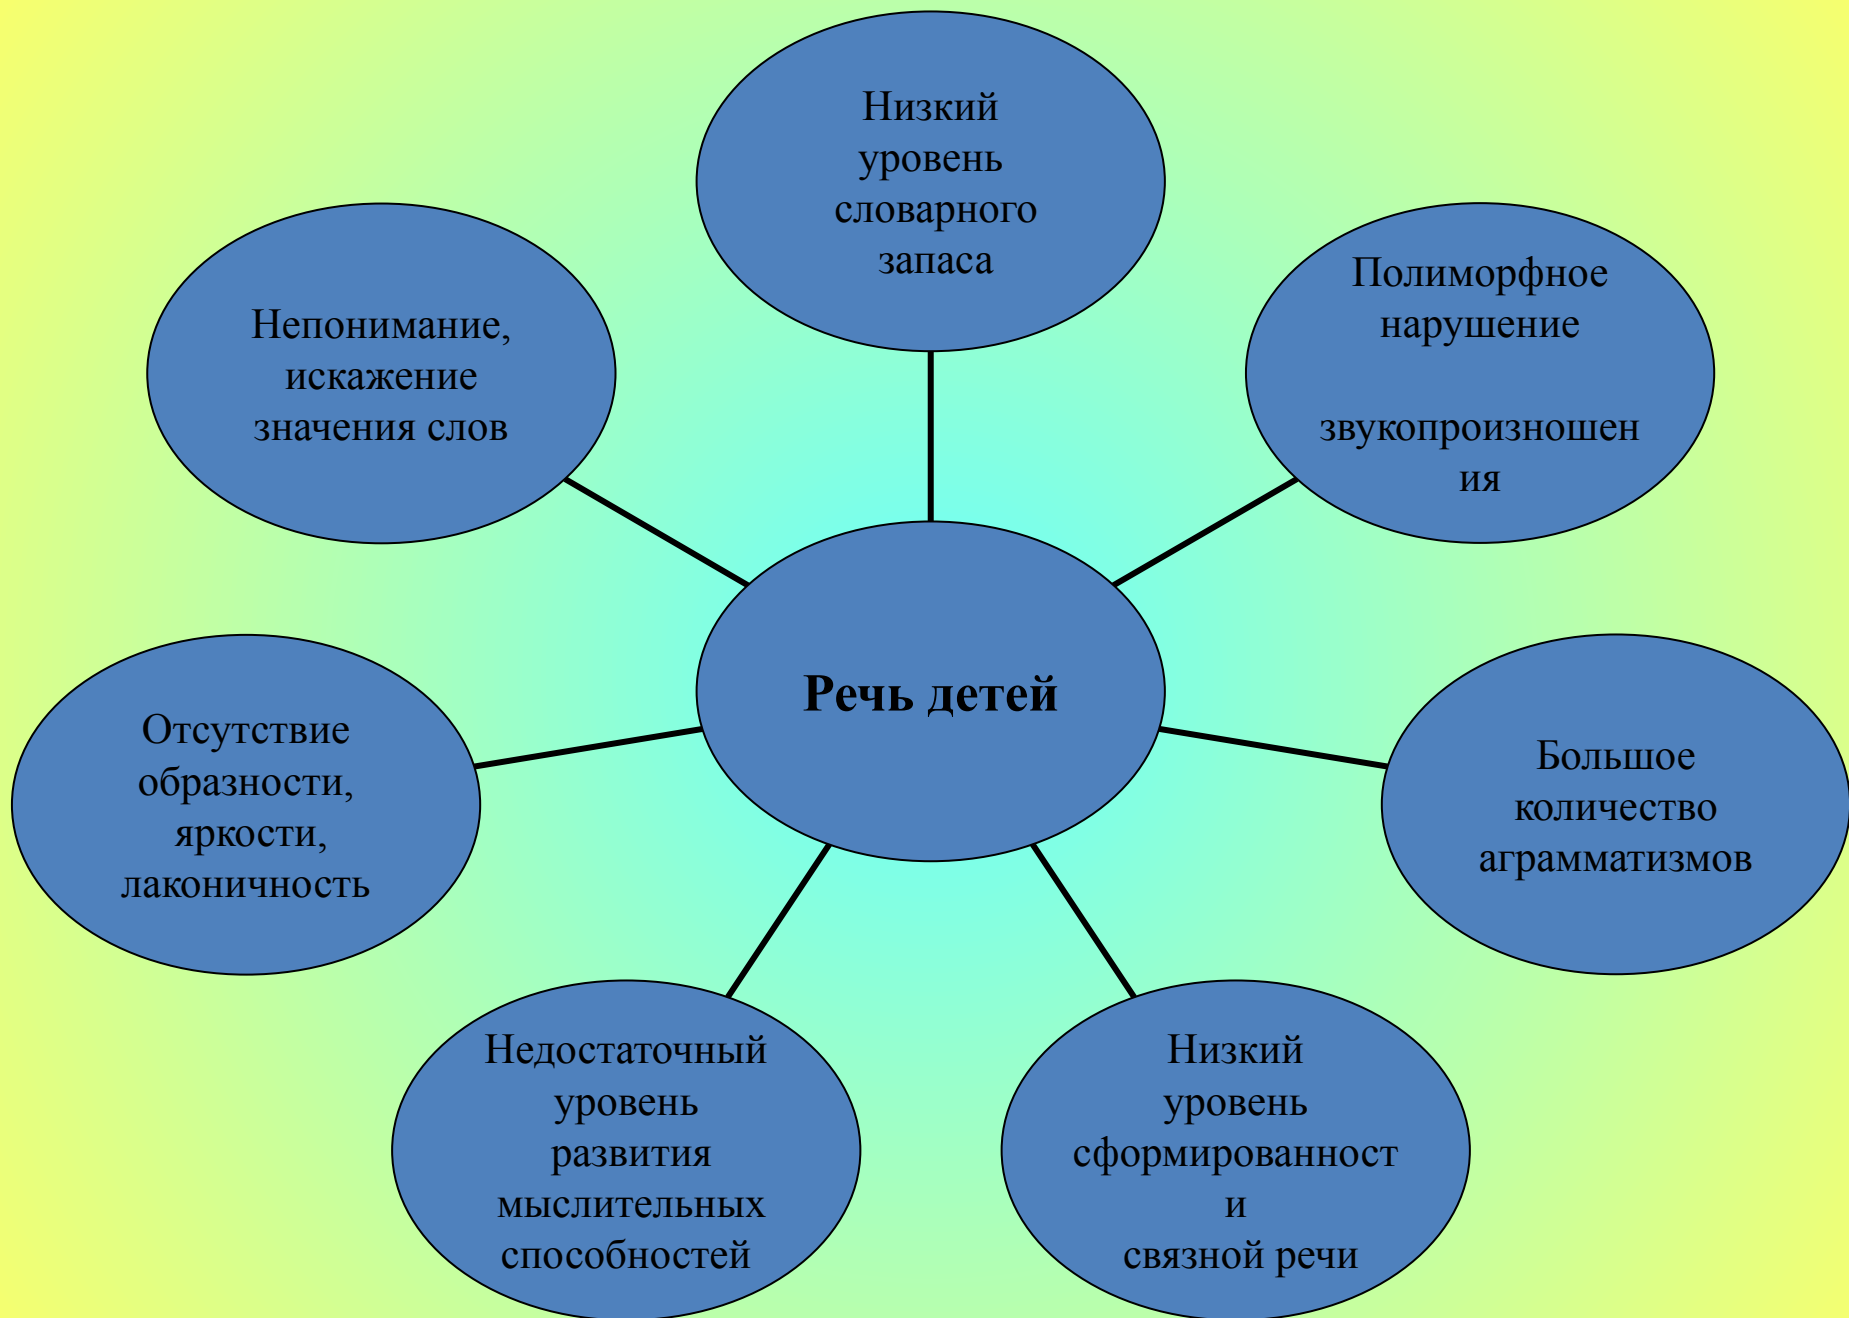 Низкий
уровень
словарного
запаса
Полиморфное
нарушение
звукопроизношен
ия
Непонимание,
искажение
значения слов
Речь детей
Отсутствие
образности,
яркости,
лаконичность
Большое
количество
аграмматизмов
Недостаточный
уровень
развития
мыслительных
способностей
Низкий
уровень
сформированност
и
связной речи